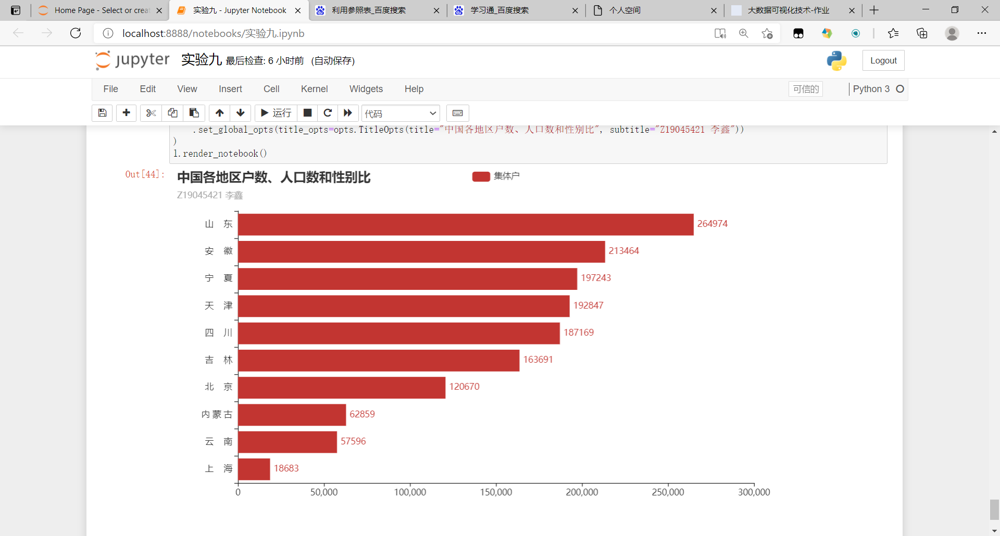 Home Page - Select or creat
实验九 - Jupyter Notebook
利用参照表_百度搜索
学习通_百度搜索
个人空间
大数据可视化技术-作业
localhost:8888/notebooks/实验九.ipynb
jupyter 实验九 最后检查: 6 小时前 (自动保存)
Logout
File Edit View Insert Cell Kernel Widgets Help
可信的
Python 3
运行
代码
.set_global_opts(title_opts=opts.TitleOpts(title="中国各地区户数、人口数和性别比", subtitle="Z19045421 李鑫"))
)
l.render_notebook()
Out[44]:
中国各地区户数、人口数和性别比
集体户
Z19045421 李鑫
山 东 264974
安 徽 213464
宁 夏 197243
天 津 192847
四 川 187169
吉 林 163691
北 京 120670
内 蒙 古 62859
云 南 57596
上 海 18683
0 50,000 100,000 150,000 200,000 250,000 300,000